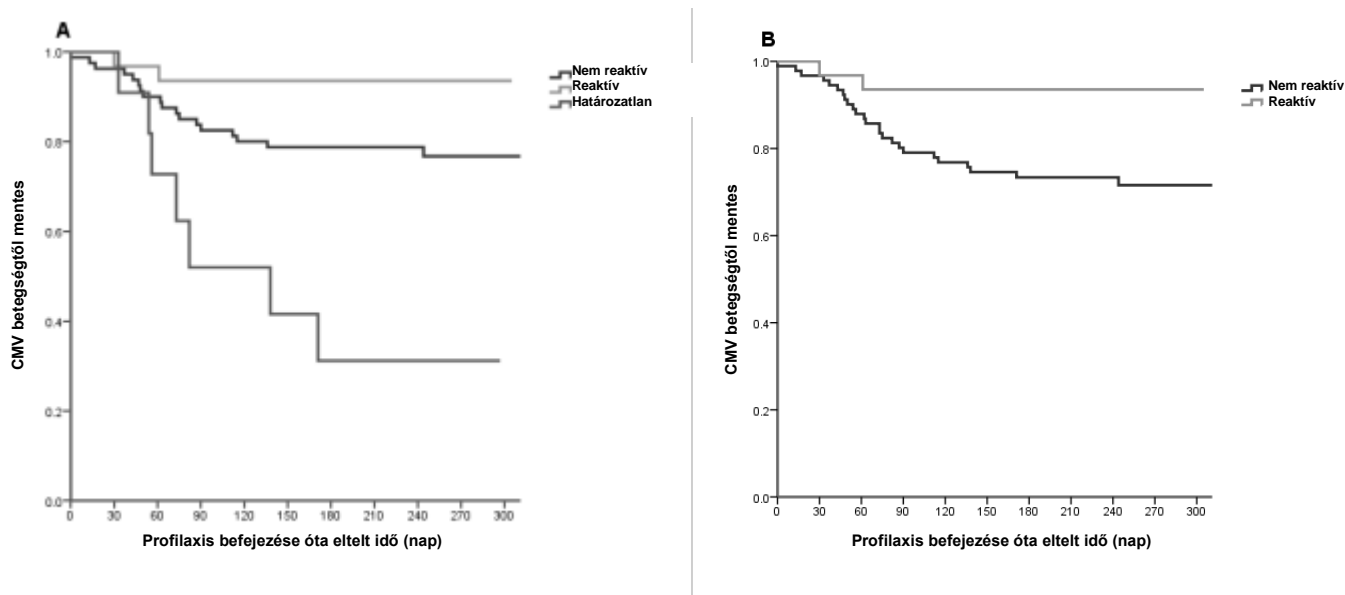 A
1.0
0.8
0.6
0.4
0.2
0.0
0 30 60 90 120 150 180 210 240 270 300
CMV betegségtől mentes
Profilaxis befejezése óta eltelt idő (nap)
Nem reaktív
Reaktív
Határozatlan
B
1.0
0.8
0.6
0.4
0.2
0.0
0 30 60 90 120 150 180 210 240 270 300
CMV betegségtől mentes
Profilaxis befejezése óta eltelt idő (nap)
Nem reaktív
Reaktív